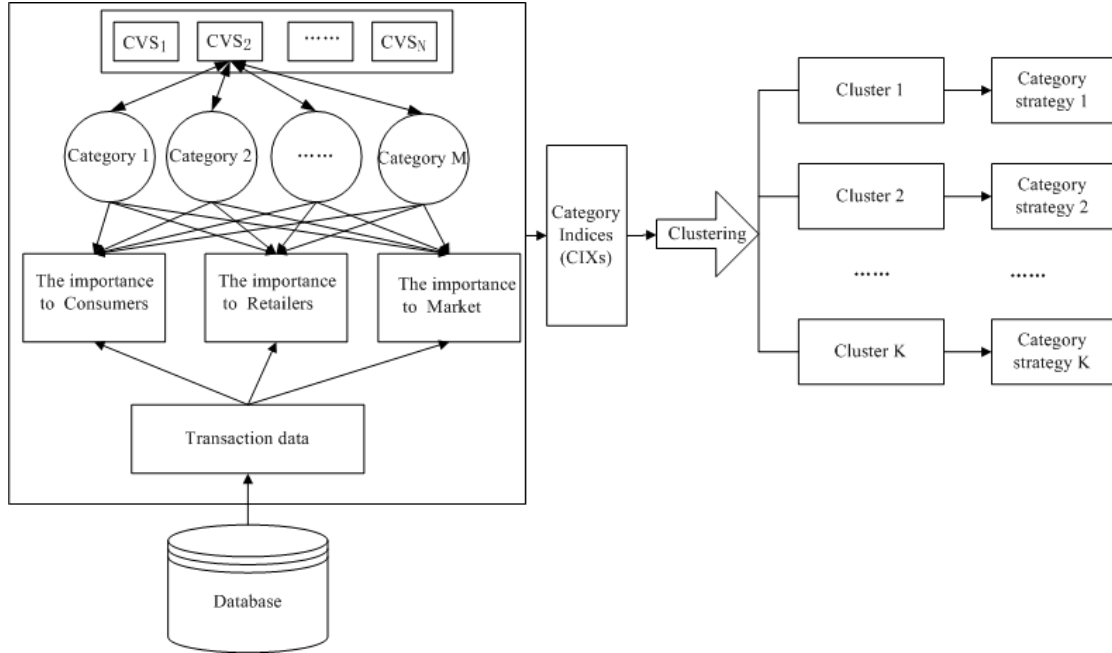 CVS1 CVS2 …… CVSN
Category 1 Category 2 …… Category M
The importance to Consumers
The importance to Retailers
The importance to Market
Transaction data
Database
Category
Indices
(CIXs)
Clustering
Cluster 1
Category
strategy 1
Cluster 2
Category
strategy 2
…… ……
Cluster K
Category
strategy K